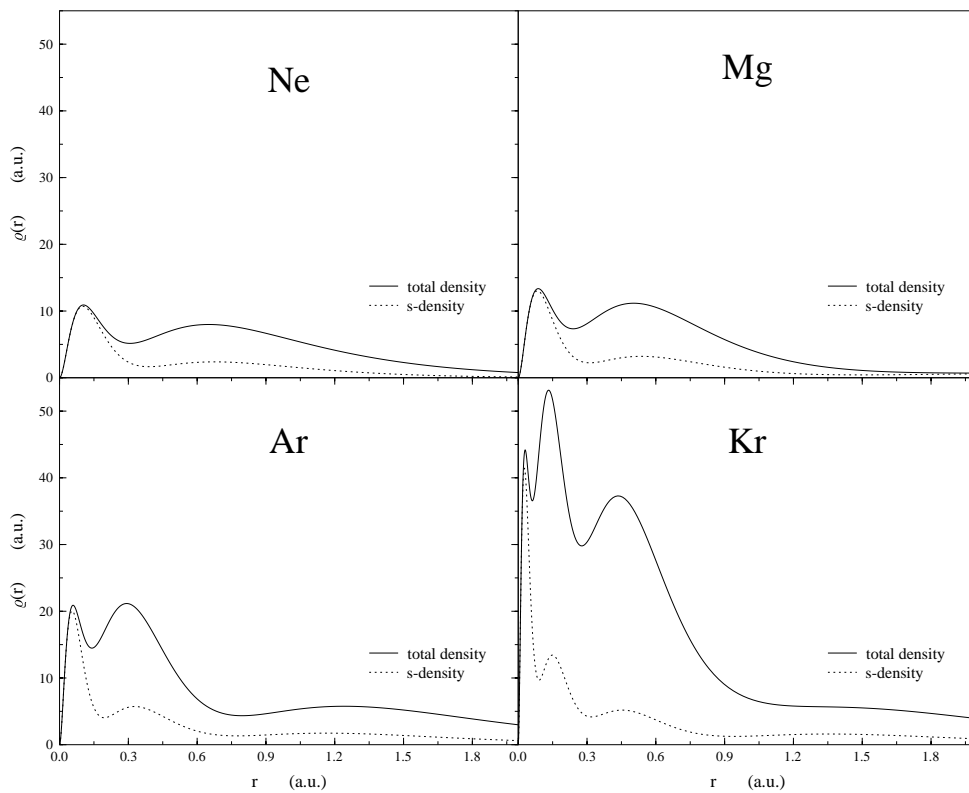 Ne
50
40
30
20
10
0
ϱ(r) (a.u.)
total density
s-density
Mg
total density
s-density
Ar
50
40
30
20
10
0
ϱ(r) (a.u.)
total density
s-density
0.0 0.3 0.6 0.9 1.2 1.5 1.8
r (a.u.)
Kr
total density
s-density
0.0 0.3 0.6 0.9 1.2 1.5 1.8
r (a.u.)